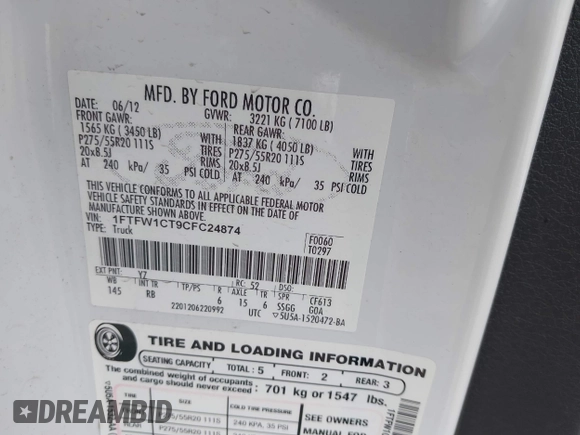 MFD. BY FORD MOTOR CO.
DATE: 06/12 GVWR: 3221 KG ( 7100 LB)
FRONT GAWR: REAR GAWR:
1565 KG ( 3450 LB) 1837 KG ( 4050 LB)
P275/55R20 111S WITH TIRES P275/55R20 111S WITH TIRES
20x8.5J RIMS 20x8.5J RIMS
AT 240 kPa/ 35 PSI COLD AT 240 kPa/ 35 PSI COLD
THIS VEHICLE CONFORMS TO ALL APPLICABLE FEDERAL MOTOR
VEHICLE SAFETY STANDARDS IN EFFECT ON THE DATE OF
MANUFACTURE SHOWN ABOVE.
VIN: 1FTFW1CT9CFC24874
TYPE: Truck
F0060
T0297
EXT PNT: YZ RC: 52 DSO:
WB INT TR TP/PS R AXLE TR SPR CF613
145 RB 6 15 6 SSGG GOA
2201206220992 UTC 5U5A-1520472-BA
TIRE AND LOADING INFORMATION
SEATING CAPACITY TOTAL : 5 FRONT : 2 REAR : 3
The combined weight of occupants
and cargo should never exceed : 701 kg or 1547 lbs.
SIZE COLD TIRE PRESSURE SEE OWNERS
P275/55R20 111S 240 KPA, 35 PSI MANUAL FOR
REAR
DREAMBID